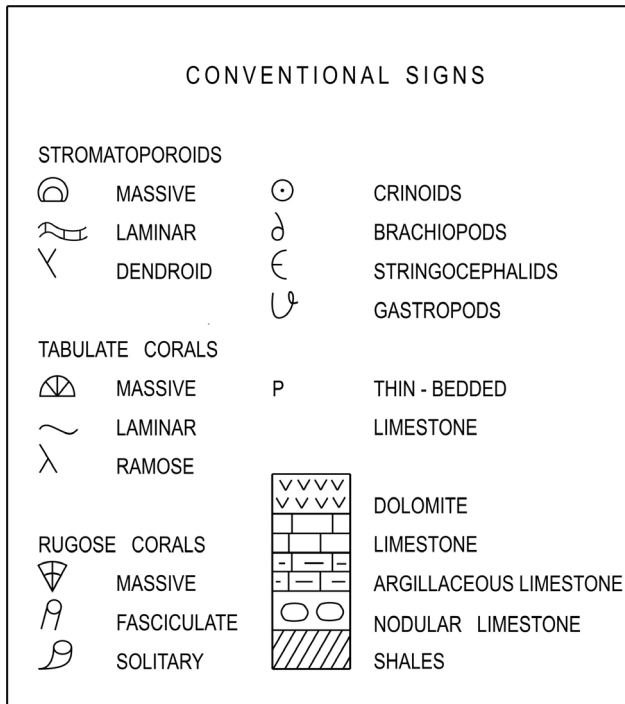 CONVENTIONAL SIGNS
STROMATOPOROIDS
MASSIVE
LAMINAR
DENDROID
TABULATE CORALS
MASSIVE
LAMINAR
RAMOSE
RUGOSE CORALS
MASSIVE
FASCICULATE
SOLITARY
CRINOIDS
BRACHIOPODS
STRINGOCEPHALIDS
GASTROPODS
P THIN - BEDDED
LIMESTONE
DOLOMITE
LIMESTONE
ARGILLACEOUS LIMESTONE
NODULAR LIMESTONE
SHALES